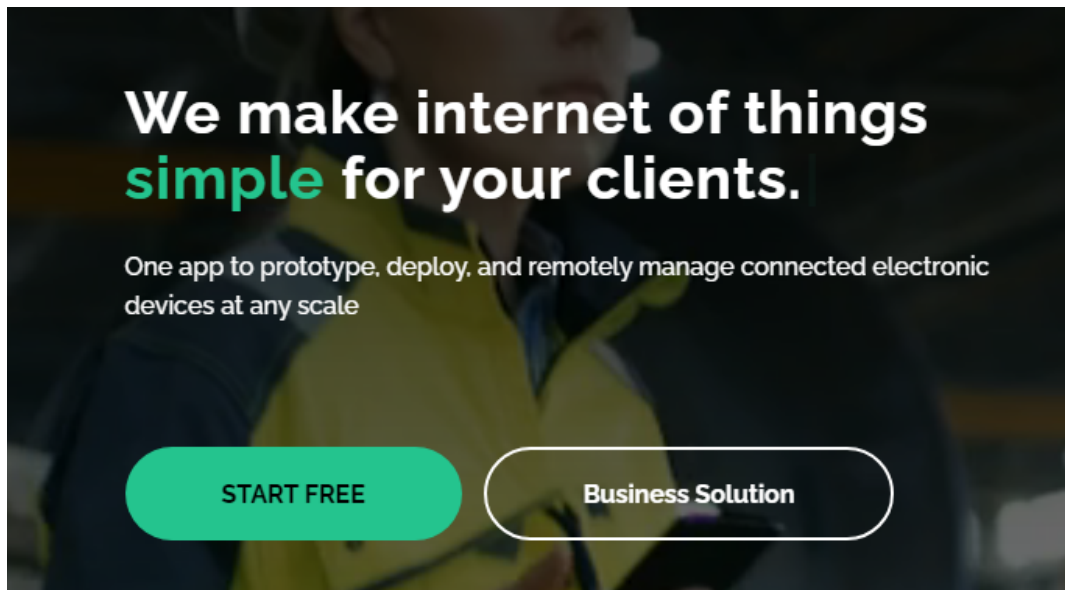 We make internet of things
simple for your clients.
One app to prototype, deploy, and remotely manage connected electronic
devices at any scale
START FREE
Business Solution